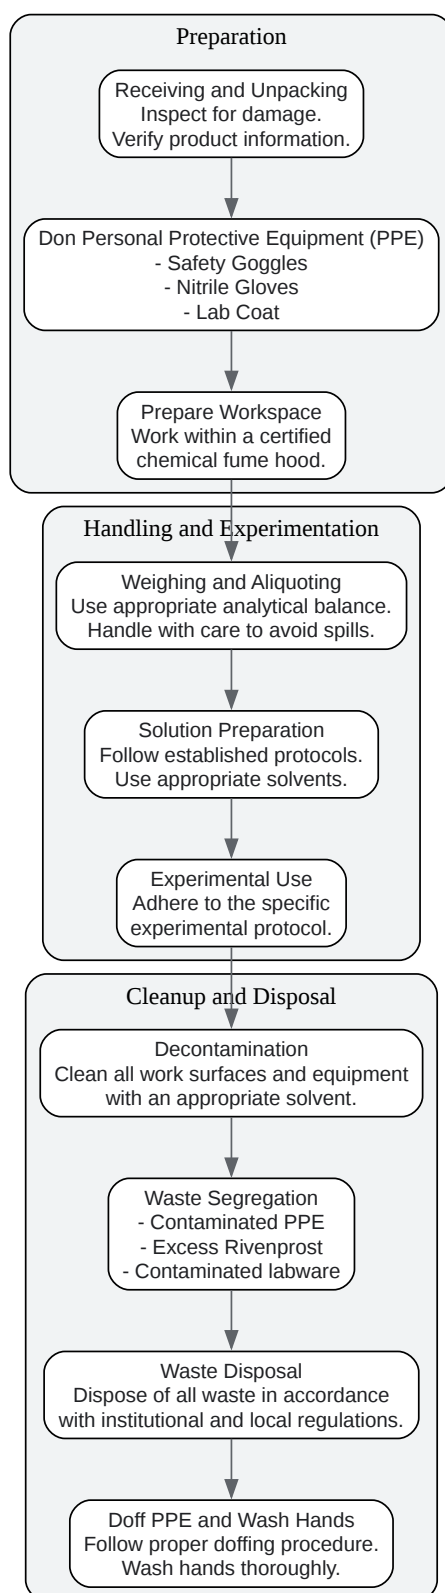 Preparation
Receiving and Unpacking
Inspect for damage.
Verify product information.
Don Personal Protective Equipment (PPE)
- Safety Goggles
- Nitrile Gloves
- Lab Coat
Prepare Workspace
Work within a certified
chemical fume hood.
Handling and Experimentation
Weighing and Aliquoting
Use appropriate analytical balance.
Handle with care to avoid spills.
Solution Preparation
Follow established protocols.
Use appropriate solvents.
Experimental Use
Adhere to the specific
experimental protocol.
Cleanup and Disposal
Decontamination
Clean all work surfaces and equipment
with an appropriate solvent.
Waste Segregation
- Contaminated PPE
- Excess Rivenprost
- Contaminated labware
Waste Disposal
Dispose of all waste in accordance
with institutional and local regulations.
Doff PPE and Wash Hands
Follow proper doffing procedure.
Wash hands thoroughly.